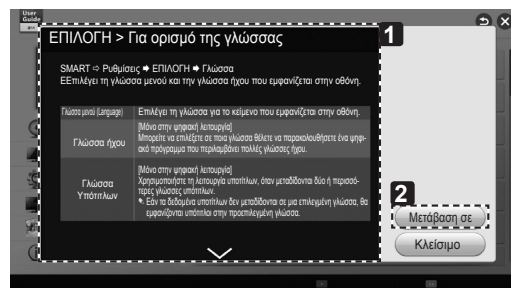 User
Guide
ΕΠΙΛΟΓΗ > Για ορισμό της γλώσσας
1
SMART ⇨ Ρυθμίσεις ➡ ΕΠΙΛΟΓΗ ➡ Γλώσσα
ΕΕπιλέγει τη γλώσσα μενού και την γλώσσα ήχου που εμφανίζεται στην οθόνη.
Γλώσσα μενού (Language) Επιλέγει τη γλώσσα για το κείμενο που εμφανίζεται στην οθόνη.
[Μόνο στην ψηφιακή λειτουργία]
Γλώσσα ήχου Μπορείτε να επιλέξετε σε ποια γλώσσα θέλετε να παρακολουθήσετε ένα ψηφι-
ακό πρόγραμμα που περιλαμβάνει πολλές γλώσσες ήχου.
[Μόνο στην ψηφιακή λειτουργία]
Γλώσσα Υπότιτλων Χρησιμοποιήστε τη λειτουργία υποτίτλων, όταν μεταδίδονται δύο ή περισσό-
τερες γλώσσες υπότιτλων.
Εάν τα δεδομένα υποτίτλων δεν μεταδίδονται σε μια επιλεγμένη γλώσσα, θα
εμφανίζονται υπότιτλοι στην προεπιλεγμένη γλώσσα.
2
Μετάβαση σε
Κλείσιμο